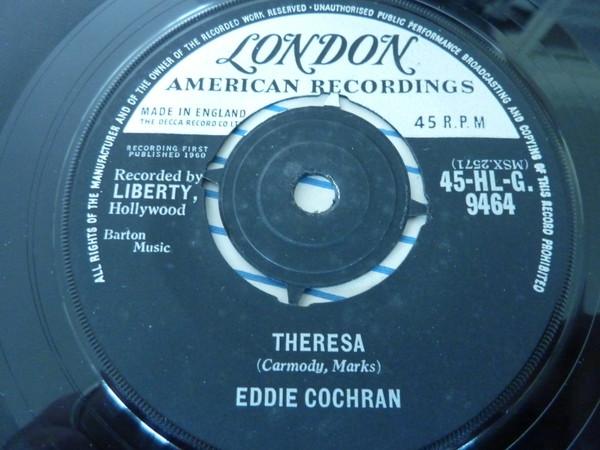 ALL RIGHTS OF THE MANUFACTURER AND OF THE OWNER OF THE RECORDED WORK RESERVED · UNAUTHORISED PUBLIC PERFORMANCE BROADCASTING AND COPYING OF THIS RECORD PROHIBITED
LONDON
AMERICAN RECORDINGS
MADE IN ENGLAND
THE DECCA RECORD CO
45 R.P.M
RECORDING FIRST
PUBLISHED 1960
(MSX.2571)
Recorded by
LIBERTY,
Hollywood
45-HL-G.
9464
Barton
Music
THERESA
(Carmody, Marks)
EDDIE COCHRAN